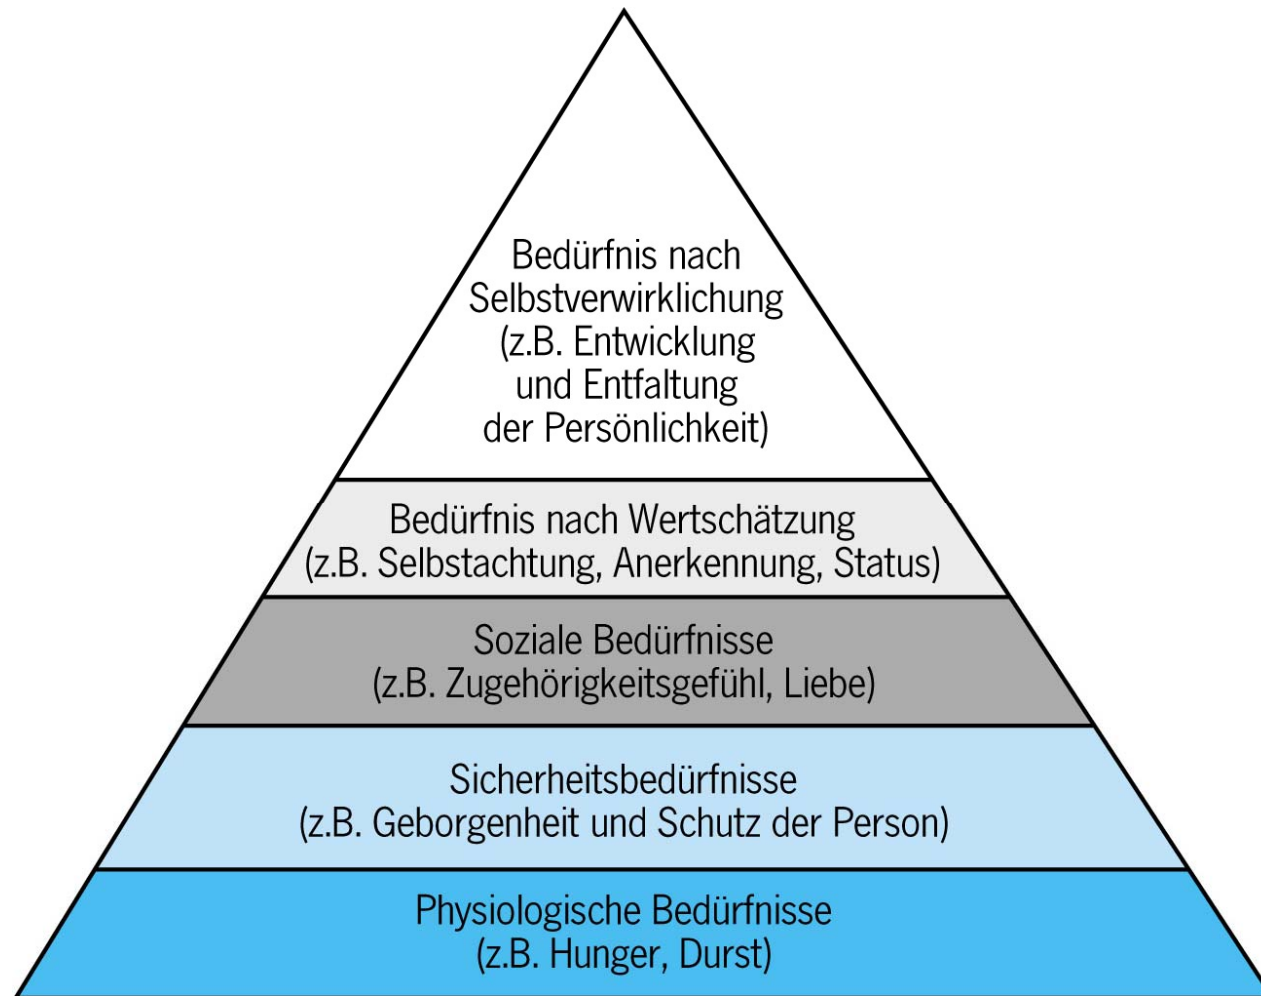 Bedürfnis nach
Selbstverwirklichung
(z.B. Entwicklung
und Entfaltung
der Persönlichkeit)
Bedürfnis nach Wertschätzung
(z.B. Selbstachtung, Anerkennung, Status)
Soziale Bedürfnisse
(z.B. Zugehörigkeitsgefühl, Liebe)
Sicherheitsbedürfnisse
(z.B. Geborgenheit und Schutz der Person)
Physiologische Bedürfnisse
(z.B. Hunger, Durst)